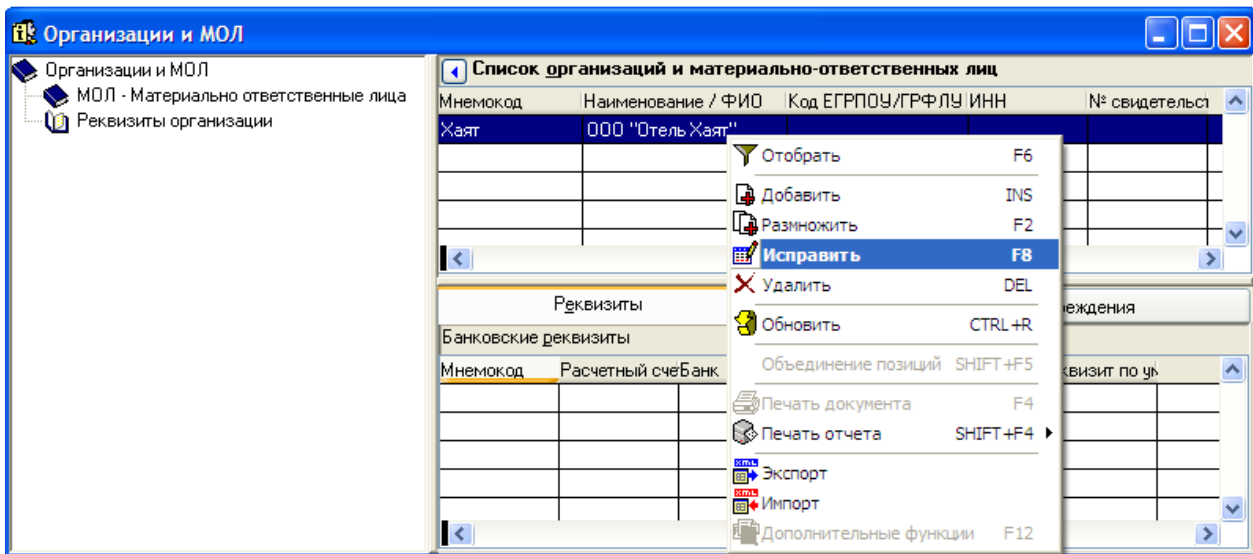 Организации и МОЛ
Организации и МОЛ
МОЛ - Материально ответственные лица
Реквизиты организации
Список организаций и материально-ответственных лиц
Мнемокод Наименование / ФИО Код ЕГРПОУ/ГРФЛУ ИНН № свидетельст
Хаят ООО "Отель Хаят"
Отобрать F6
Добавить INS
Размножить F2
Исправить F8
Удалить DEL
Обновить CTRL+R
Объединение позиций SHIFT+F5
Печать документа F4
Печать отчета SHIFT+F4
Экспорт
Импорт
Дополнительные функции F12
Реквизиты еждения
Банковские реквизиты
Мнемокод Расчетный сче Банк квизит по ум